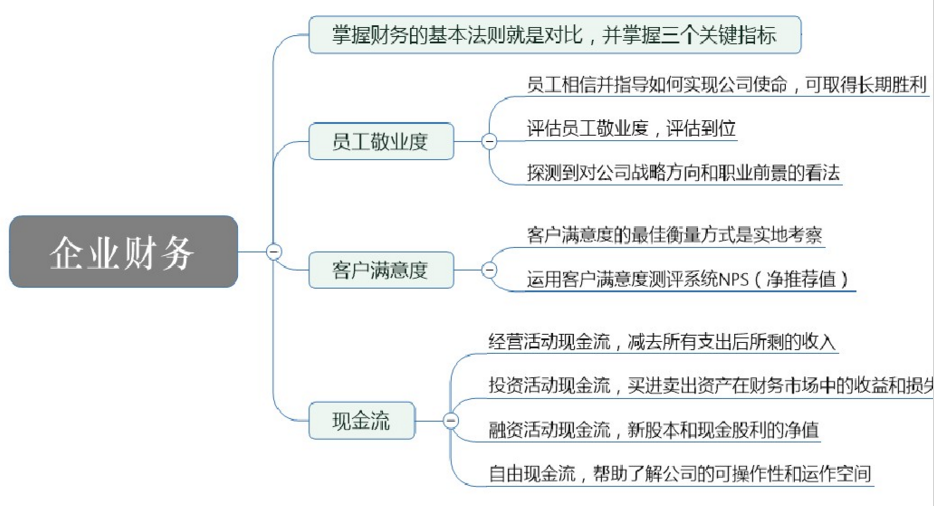 企业财务
掌握财务的基本法则就是对比，并掌握三个关键指标
员工敬业度
员工相信并指导如何实现公司使命，可取得长期胜利
评估员工敬业度，评估到位
探测到对公司战略方向和职业前景的看法
客户满意度
客户满意度的最佳衡量方式是实地考察
运用客户满意度测评系统NPS（净推荐值）
现金流
经营活动现金流，减去所有支出后所剩的收入
投资活动现金流，买进卖出资产在财务市场中的收益和损失
融资活动现金流，新股本和现金股利的净值
自由现金流，帮助了解公司的可操作性和运作空间